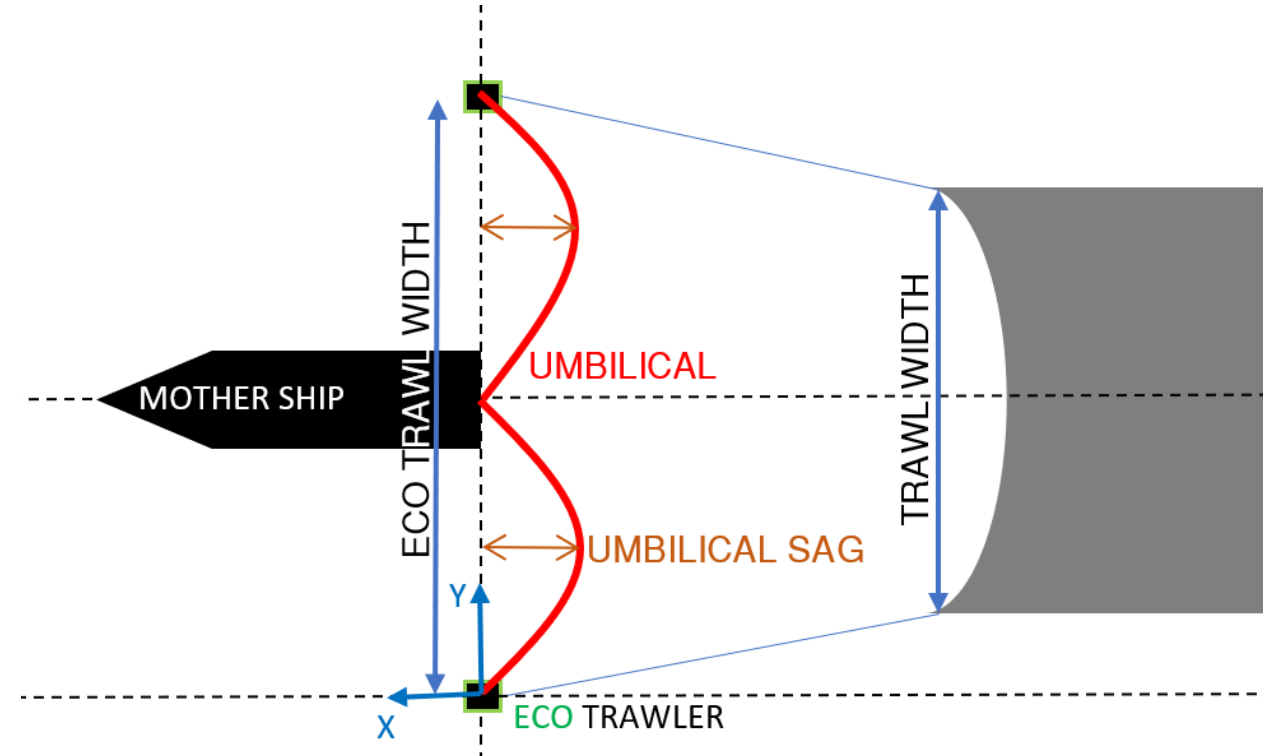 ECO TRAWL WIDTH
MOTHER SHIP
UMBILICAL
TRAWL WIDTH
UMBILICAL SAG
Y
X
ECO TRAWLER